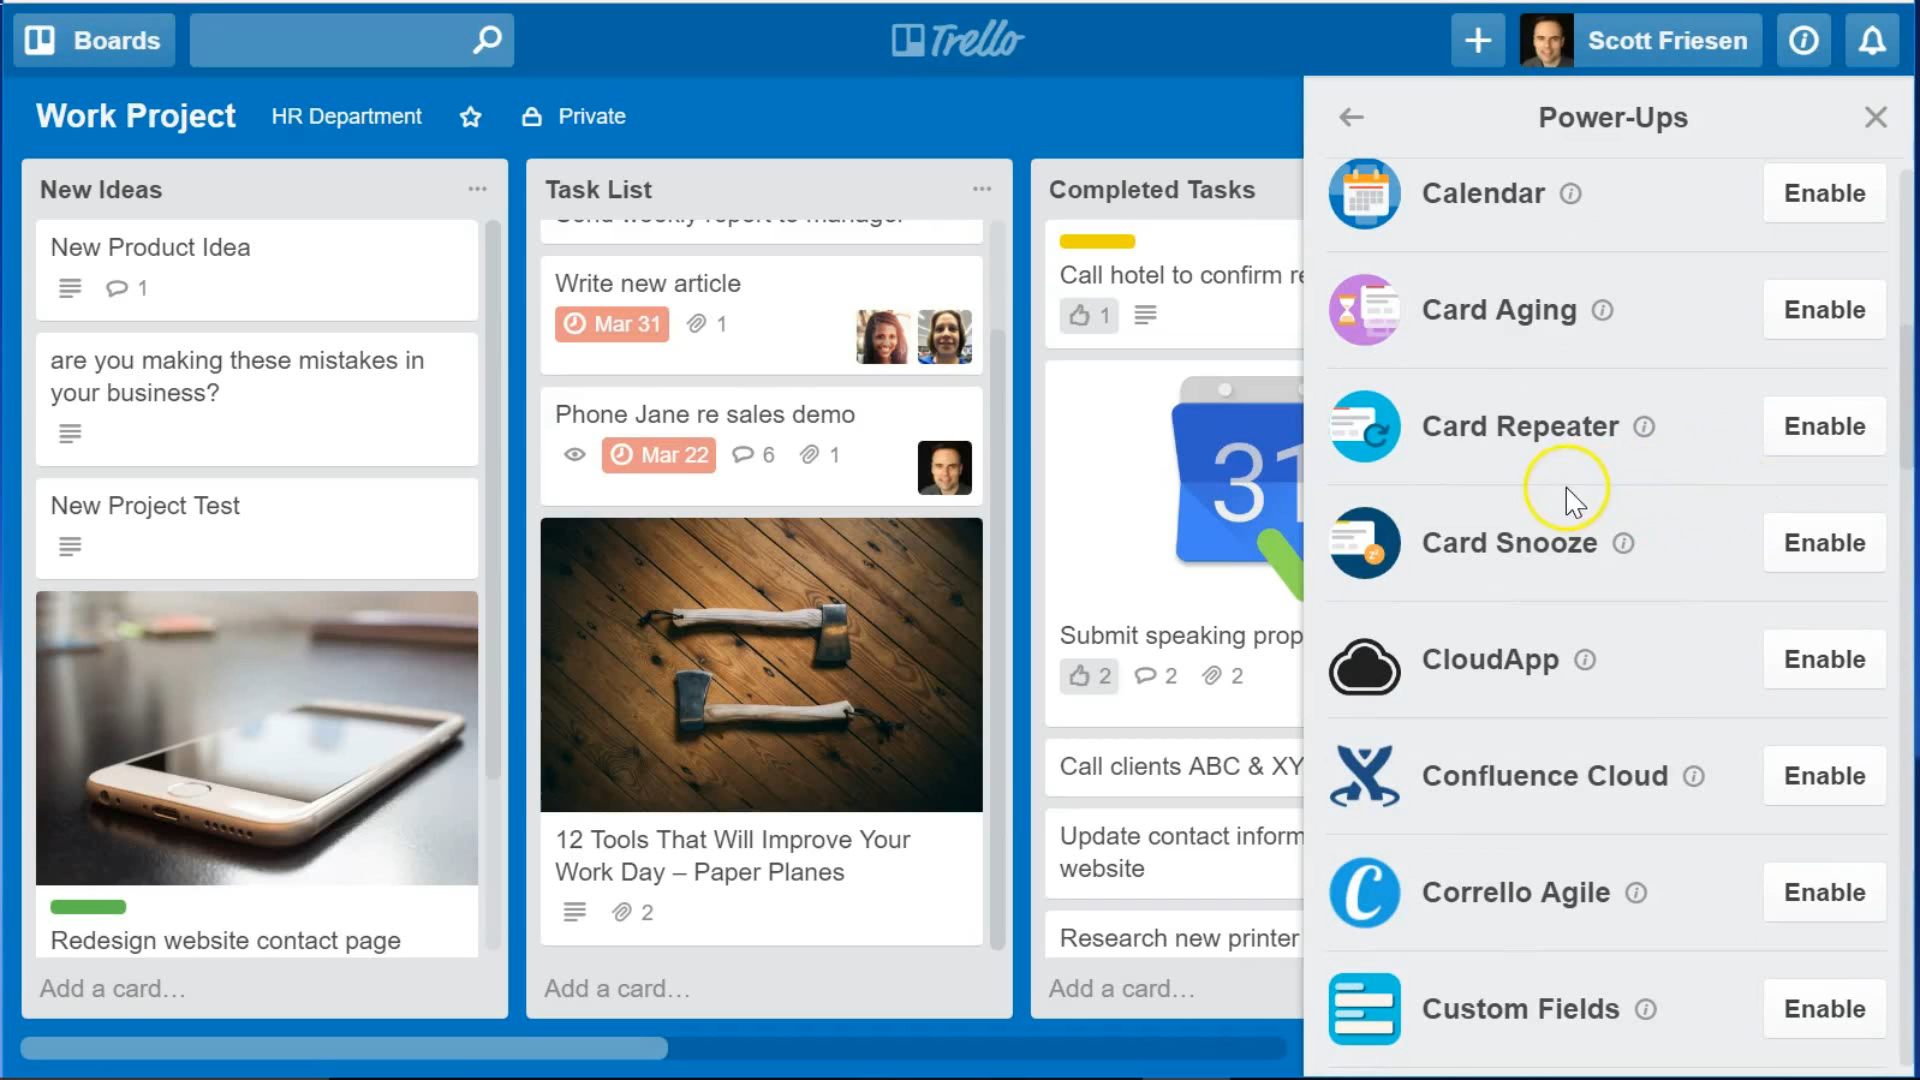 Boards
Trello
Scott Friesen
Work Project
HR Department
Private
New Ideas
New Product Idea
1
are you making these mistakes in
your business?
New Project Test
Redesign website contact page
Add a card…
Task List
Send weekly report to manager
Write new article
Mar 31
1
Phone Jane re sales demo
Mar 22
6
1
12 Tools That Will Improve Your
Work Day – Paper Planes
2
Add a card…
Completed Tasks
Call hotel to confirm re
1
31
Submit speaking prop
2
2
2
Call clients ABC & XY
Update contact inform
website
Research new printer
Add a card…
Power-Ups
Calendar
Enable
Card Aging
Enable
Card Repeater
Enable
Card Snooze
Enable
CloudApp
Enable
Confluence Cloud
Enable
Corrello Agile
Enable
Custom Fields
Enable